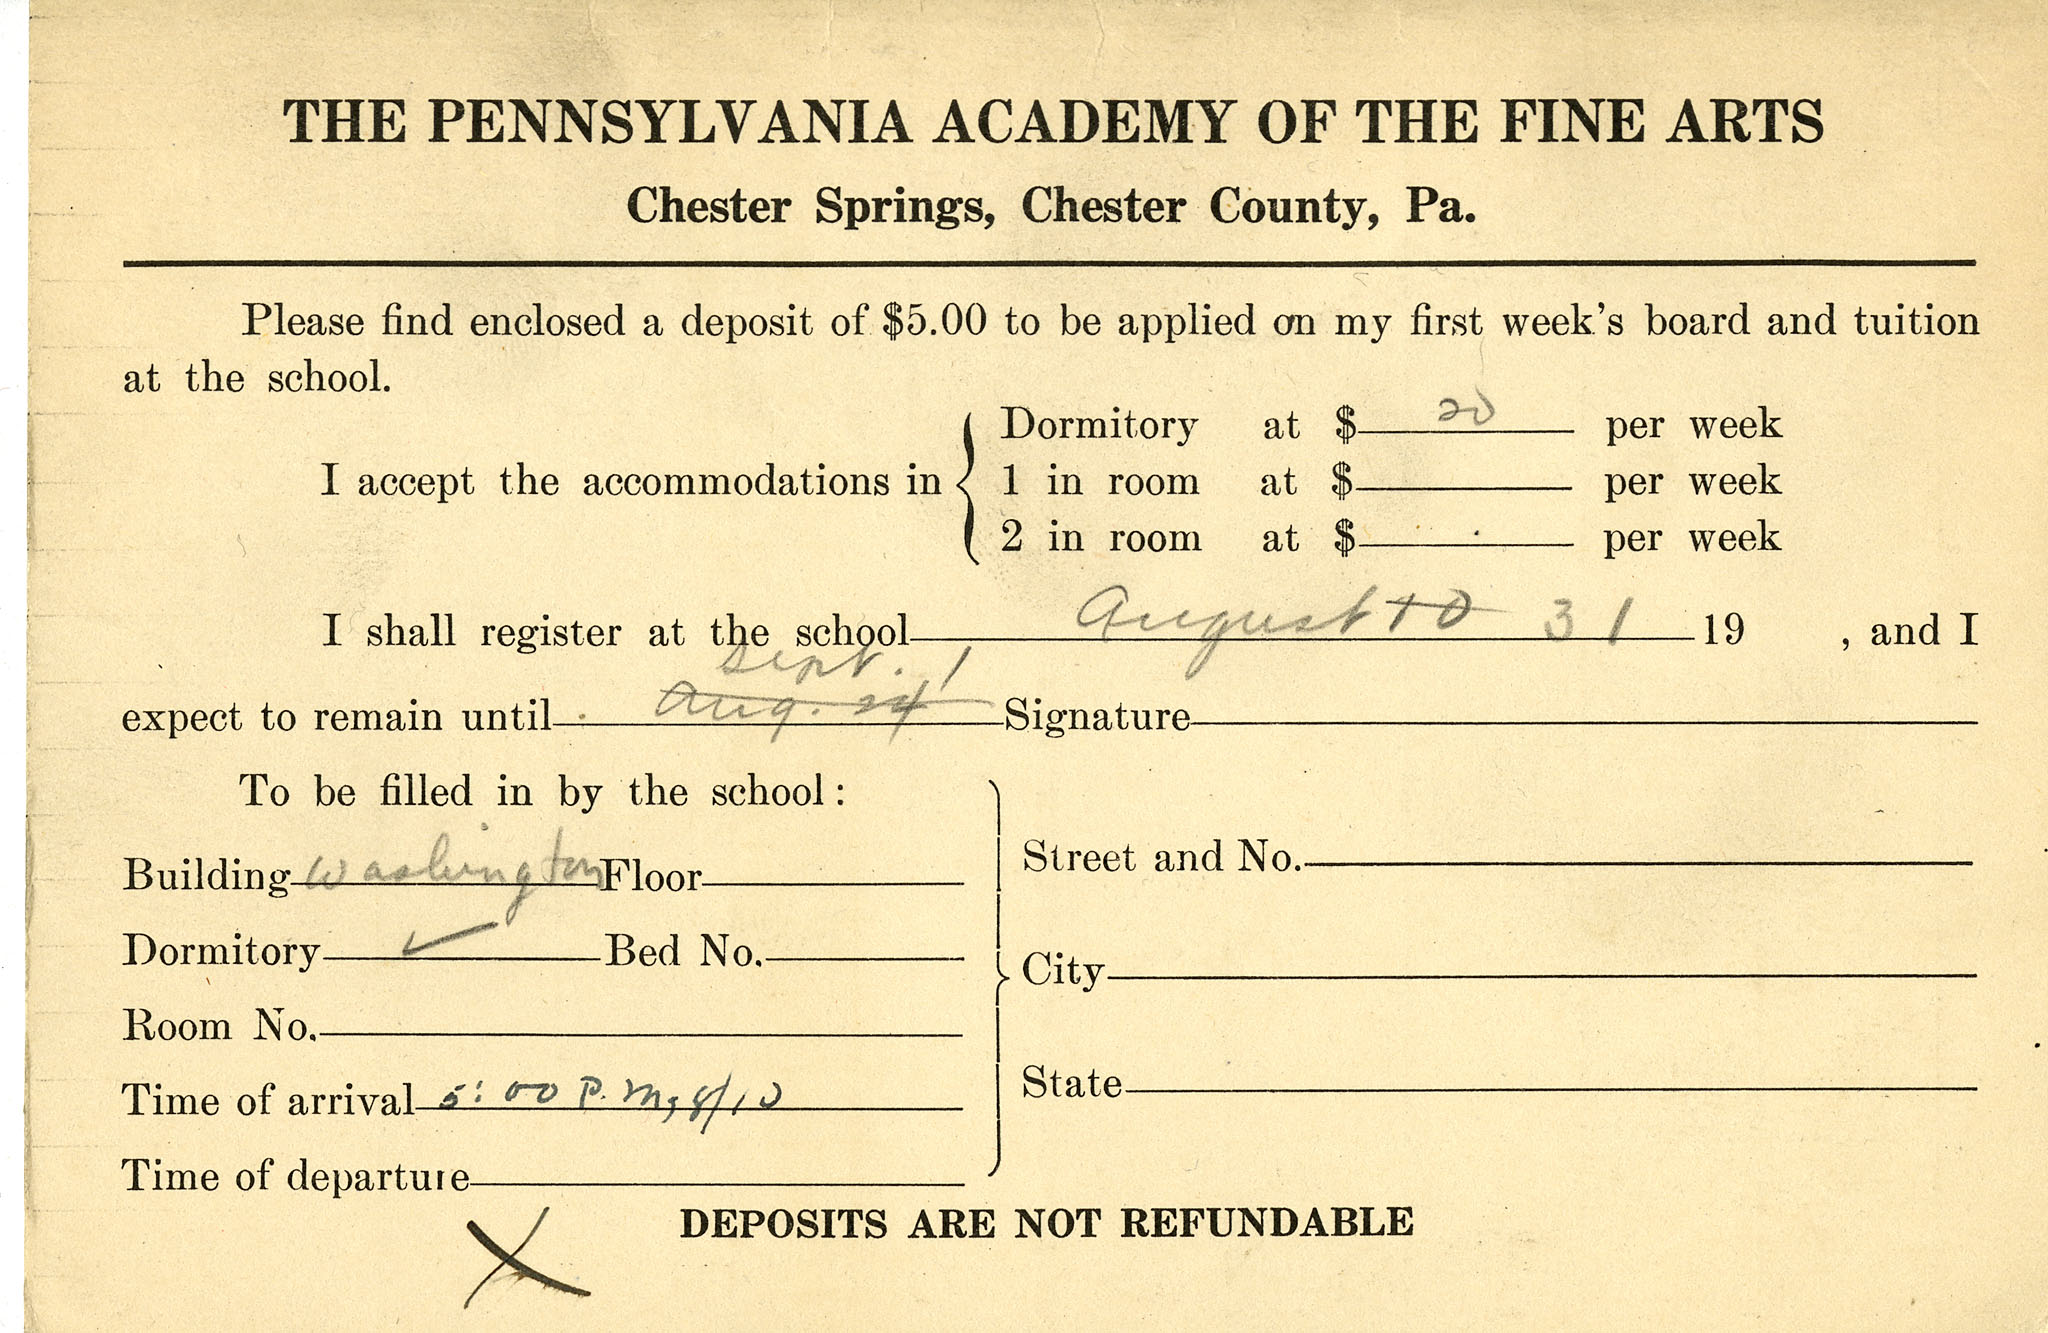 THE PENNSYLVANIA ACADEMY OF THE FINE ARTS
Chester Springs, Chester County, Pa.
Please find enclosed a deposit of $5.00 to be applied on my first week's board and tuition
at the school.
Dormitory at $ 20 per week
I accept the accommodations in
1 in room at $ per week
2 in room at $ per week
I shall register at the school August 10 31 19 , and I
Sept. 1
expect to remain until Aug. 24 Signature
To be filled in by the school:
Building Washington Floor
Street and No.
Dormitory ✓ Bed No.
City
Room No.
State
Time of arrival 5:00 P.M, 8/10
Time of departure
X
DEPOSITS ARE NOT REFUNDABLE